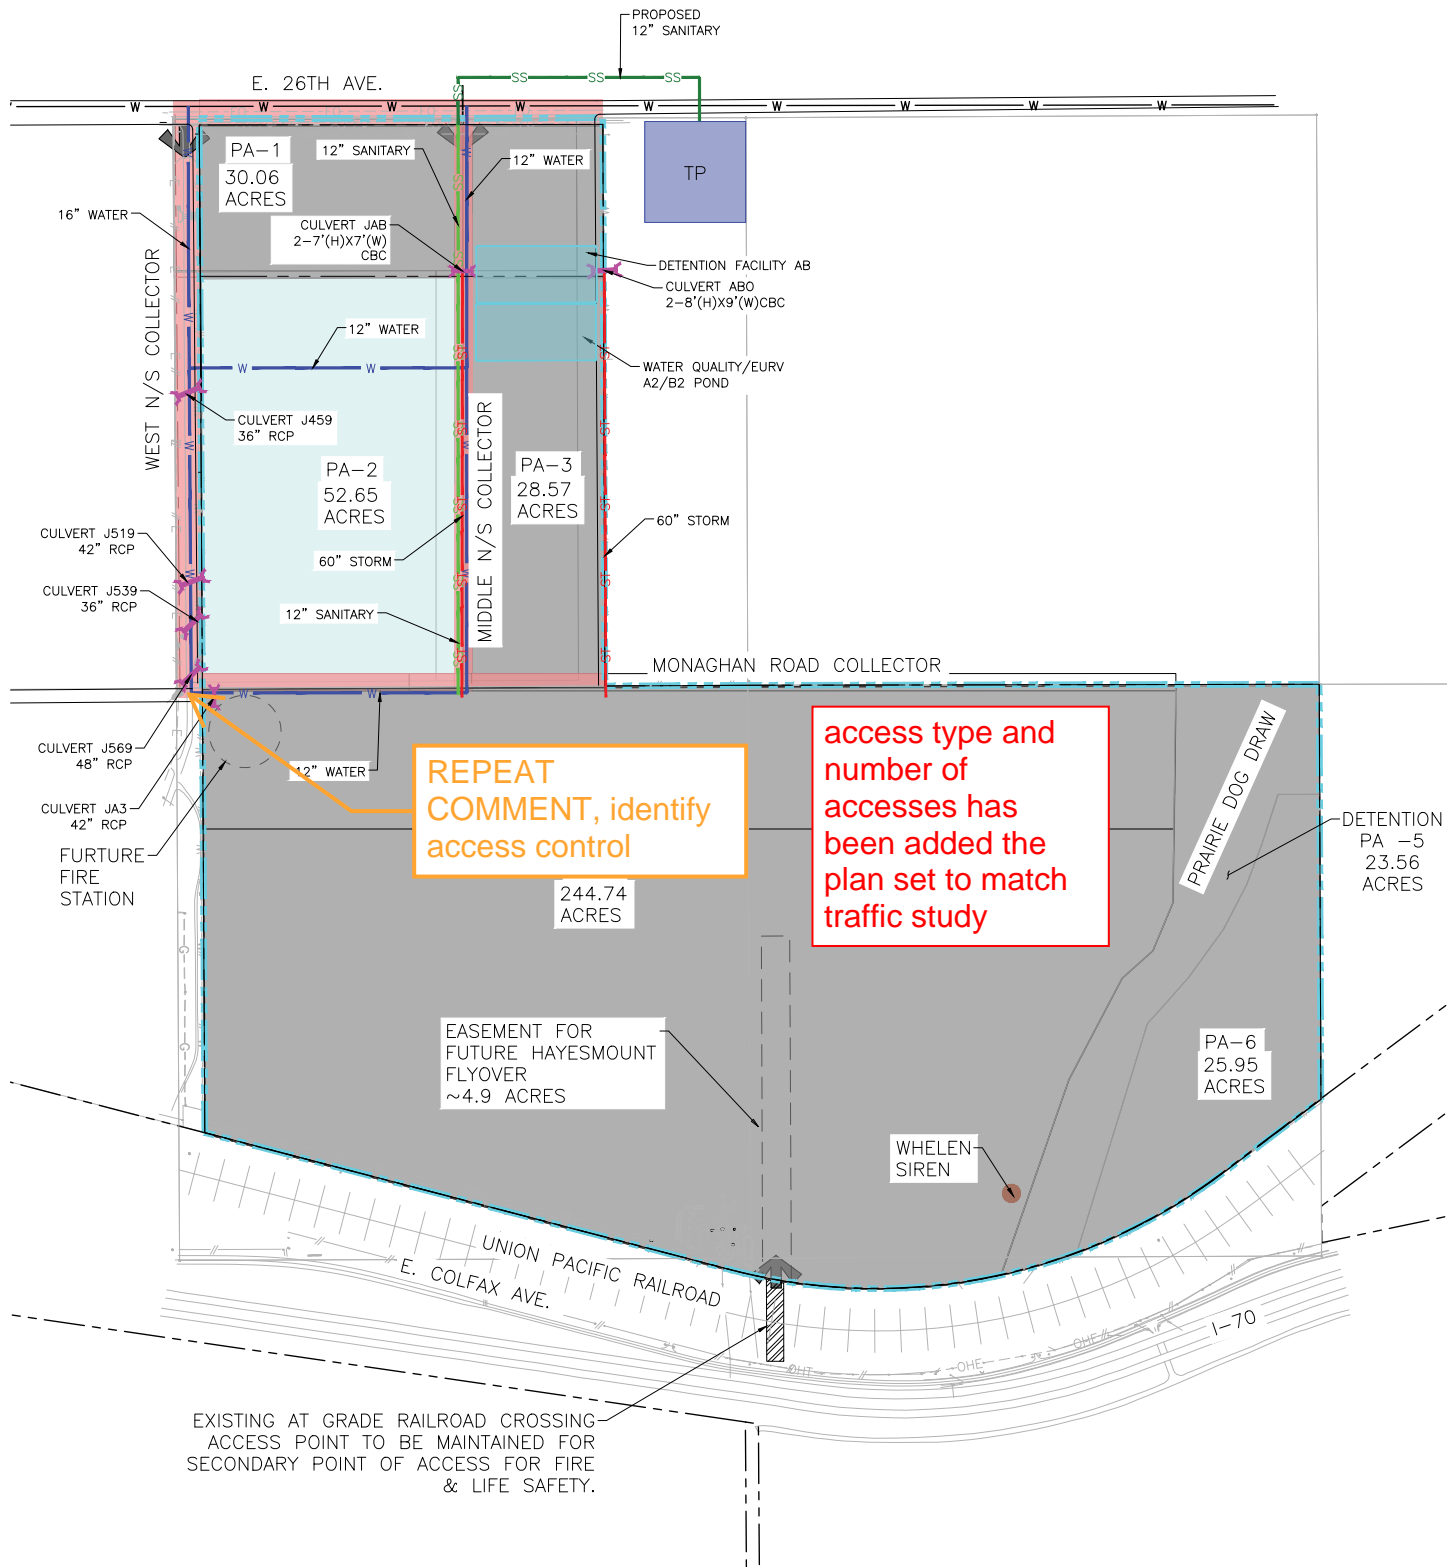 PROPOSED
12" SANITARY
E. 26TH AVE.
SS SS SS
W W W W W W W W W
PA-1
30.06
ACRES
12" SANITARY
12" WATER
TP
16" WATER
CULVERT JAB
2-7'(H)X7'(W)
CBC
DETENTION FACILITY AB
CULVERT ABO
2-8'(H)X9'(W)CBC
WEST N/S COLLECTOR
12" WATER
W W
WATER QUALITY/EURV
A2/B2 POND
CULVERT J459
36" RCP
MIDDLE N/S COLLECTOR
PA-2
52.65
ACRES
PA-3
28.57
ACRES
60" STORM
CULVERT J519
42" RCP
60" STORM
CULVERT J539
36" RCP
12" SANITARY
MONAGHAN ROAD COLLECTOR
W W
CULVERT J569
48" RCP
12" WATER
CULVERT JA3
42" RCP
FURTURE
FIRE
STATION
REPEAT
COMMENT, identify
access control
access type and
number of
accesses has
been added the
plan set to match
traffic study
PRAIRIE DOG DRAW
DETENTION
PA -5
23.56
ACRES
244.74
ACRES
G
G
EASEMENT FOR
FUTURE HAYESMOUNT
FLYOVER
~4.9 ACRES
PA-6
25.95
ACRES
WHELEN
SIREN
UNION PACIFIC RAILROAD
E. COLFAX AVE.
I-70
OHT OHE OHE
EXISTING AT GRADE RAILROAD CROSSING
ACCESS POINT TO BE MAINTAINED FOR
SECONDARY POINT OF ACCESS FOR FIRE
& LIFE SAFETY.